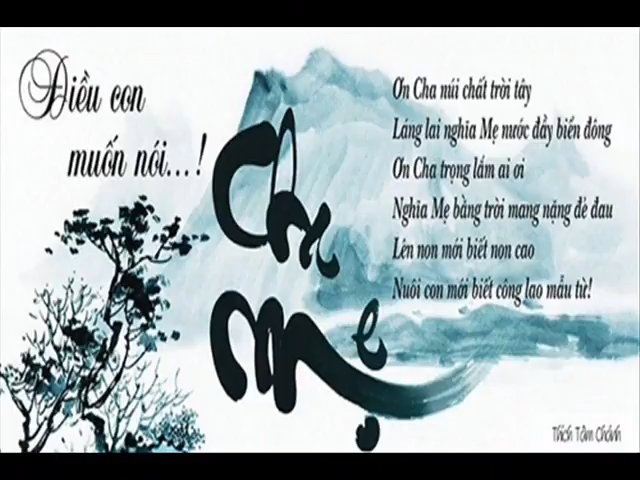 Điều con
muốn nói...!
Cha
Mẹ
Ơn Cha núi chất trời tây
Láng lai nghĩa Mẹ nước đầy biển đông
Ơn Cha trọng lắm ai ơi
Nghĩa Mẹ bằng trời mang nặng đẻ đau
Lên non mới biết non cao
Nuôi con mới biết công lao mẫu từ!
Thích Tâm Chánh